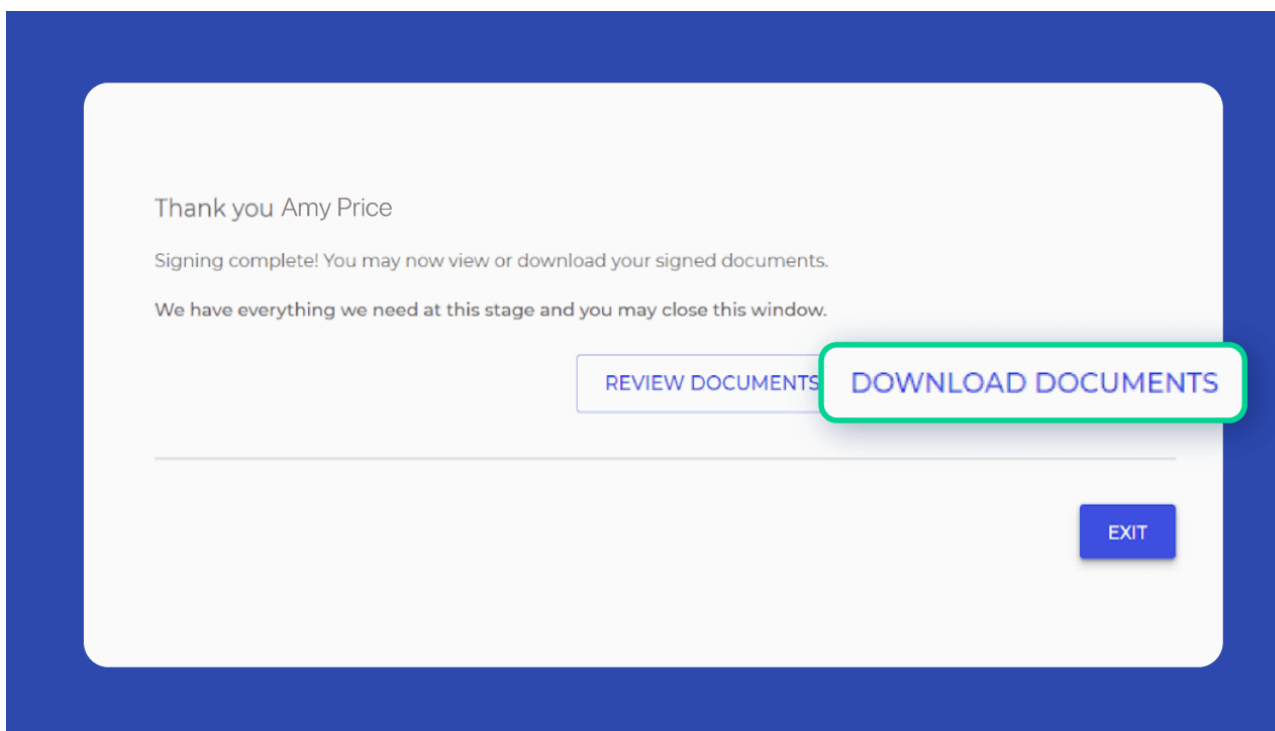 Thank you Amy Price
Signing complete! You may now view or download your signed documents.
We have everything we need at this stage and you may close this window.
REVIEW DOCUMENTS
DOWNLOAD DOCUMENTS
EXIT